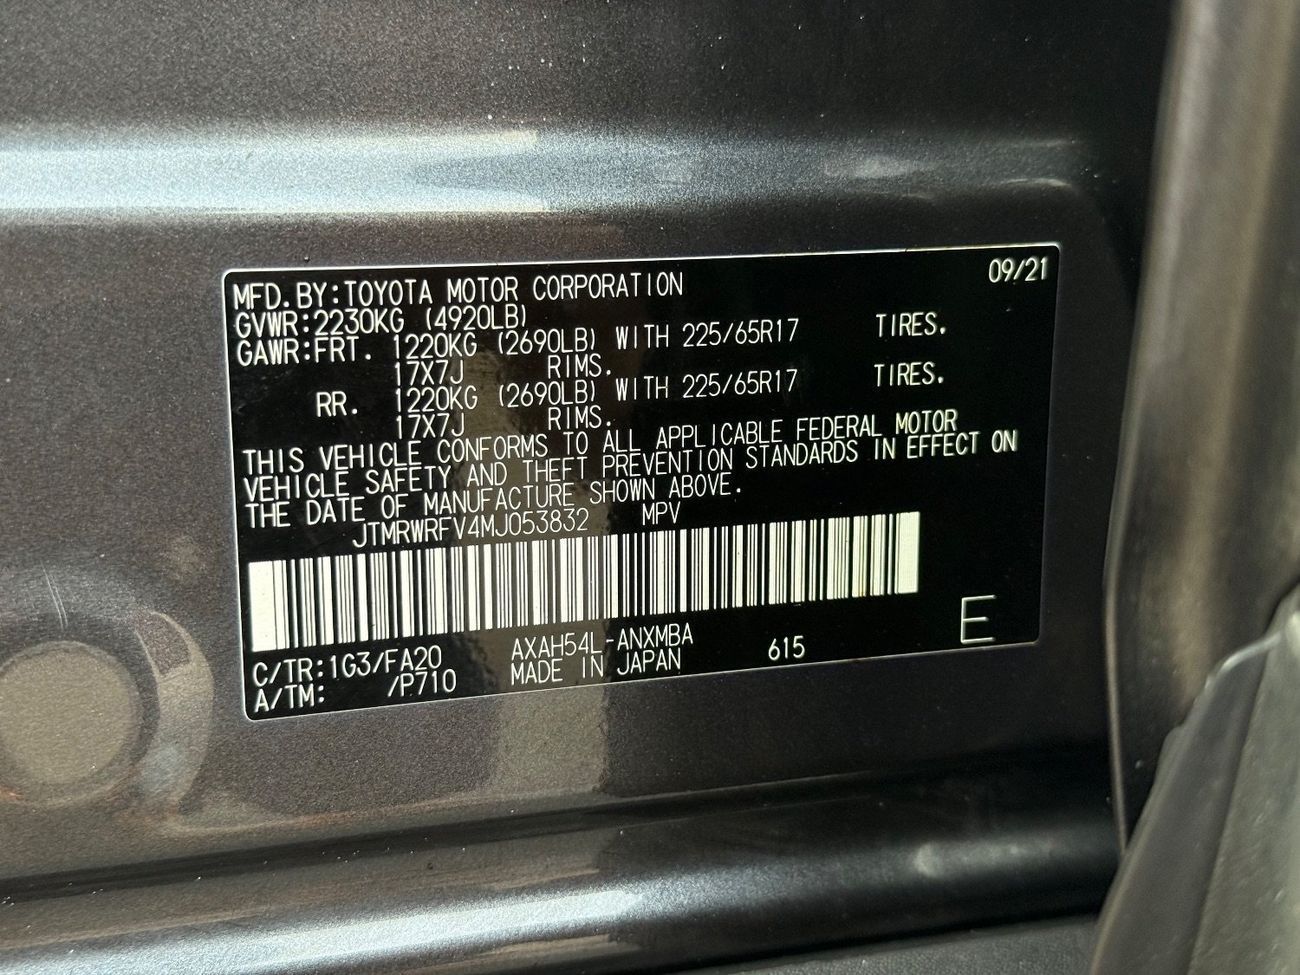 09/21
MFD.BY:TOYOTA MOTOR CORPORATION
GVWR:2230KG (4920LB)
GAWR:FRT. 1220KG (2690LB) WITH 225/65R17 TIRES.
17X7J RIMS.
RR. 1220KG (2690LB) WITH 225/65R17 TIRES.
17X7J RIMS.
THIS VEHICLE CONFORMS TO ALL APPLICABLE FEDERAL MOTOR
VEHICLE SAFETY AND THEFT PREVENTION STANDARDS IN EFFECT ON
THE DATE OF MANUFACTURE SHOWN ABOVE.
JTMRWRFV4MJ053832 MPV
C/TR:1G3/FA20 AXAH54L-ANXMBA 615 E
A/TM: /P710 MADE IN JAPAN